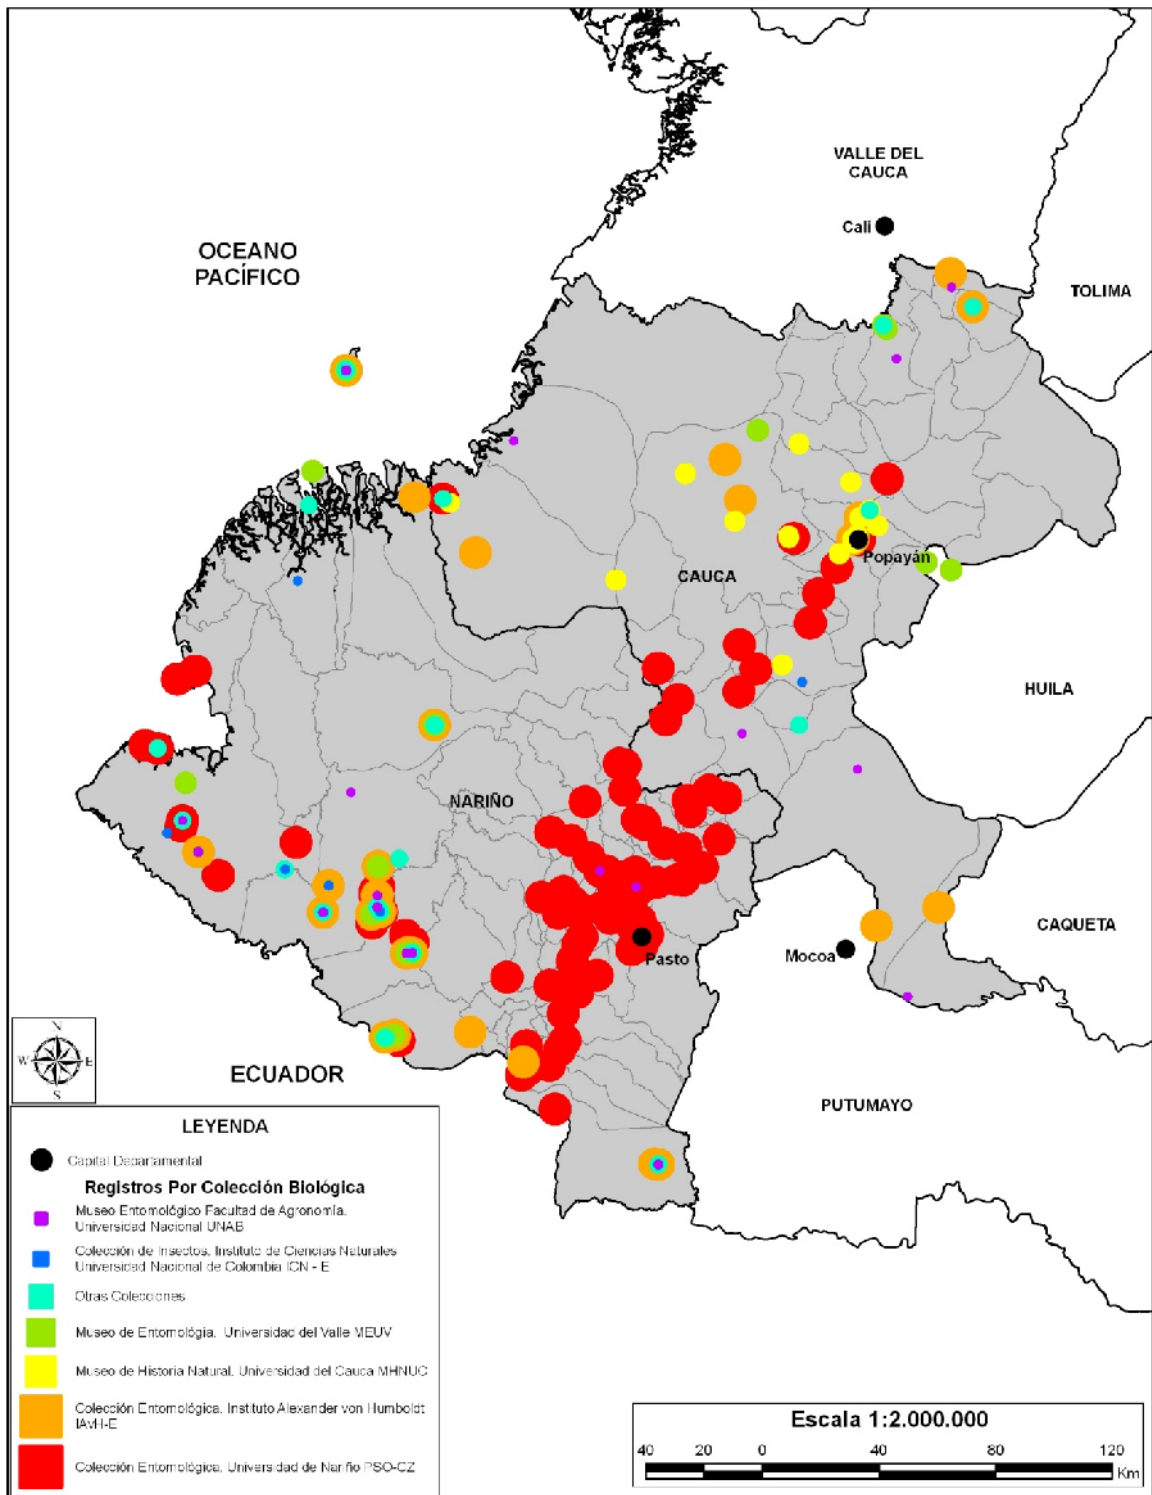 VALLE DEL
CAUCA
Cali
OCEANO
PACÍFICO
TOLIMA
Popayán
CAUCA
HUILA
NARIÑO
CAQUETA
Mocoa
Pasto
N
W E
S
ECUADOR
PUTUMAYO
LEYENDA
Capital Departamental
Registros Por Colección Biológica
Museo Entomológico Facultad de Agronomía.
Universidad Nacional UNAB
Colección de Insectos. Instituto de Ciencias Naturales
Universidad Nacional de Colombia ICN - E
Otras Colecciones
Museo de Entomológia. Universidad del Valle MEUV
Museo de Historia Natural. Universidad del Cauca MHNUC
Colección Entomológica. Instituto Alexander von Humboldt
IAvH-E
Colección Entomológica. Universidad de Nariño PSO-CZ
Escala 1:2.000.000
40 20 0 40 80 120
Km